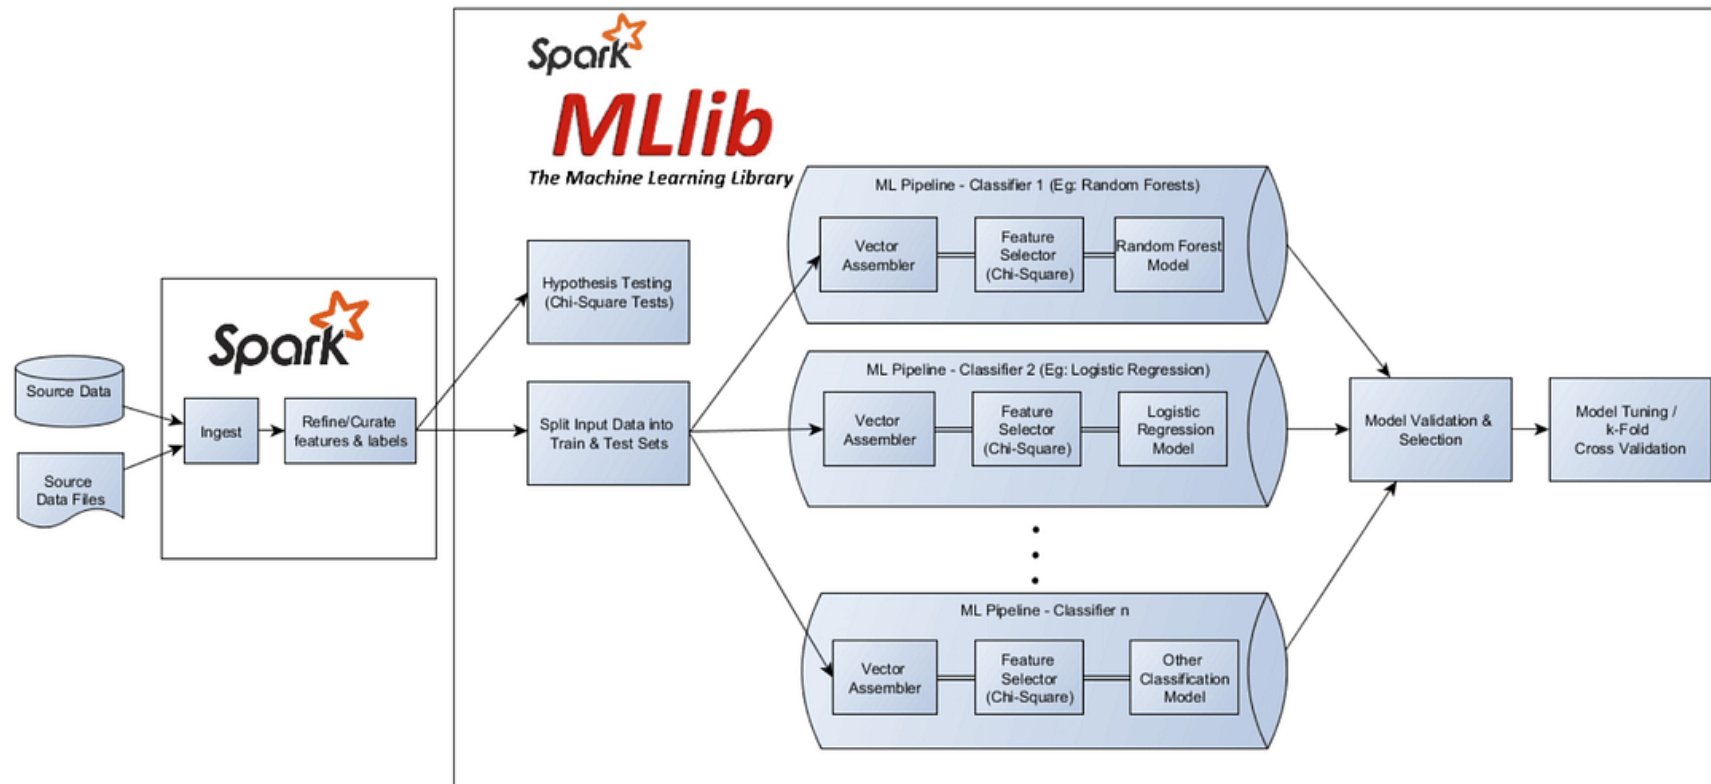 Spark
MLlib
The Machine Learning Library
Spark
Source Data
Source
Data Files
Ingest
Refine/Curate
features & labels
Hypothesis Testing
(Chi-Square Tests)
Split Input Data into
Train & Test Sets
ML Pipeline - Classifier 1 (Eg: Random Forests)
Vector
Assembler
Feature
Selector
(Chi-Square)
Random Forest
Model
ML Pipeline - Classifier 2 (Eg: Logistic Regression)
Vector
Assembler
Feature
Selector
(Chi-Square)
Logistic
Regression
Model
ML Pipeline - Classifier n
Vector
Assembler
Feature
Selector
(Chi-Square)
Other
Classification
Model
Model Validation &
Selection
Model Tuning /
k-Fold
Cross Validation